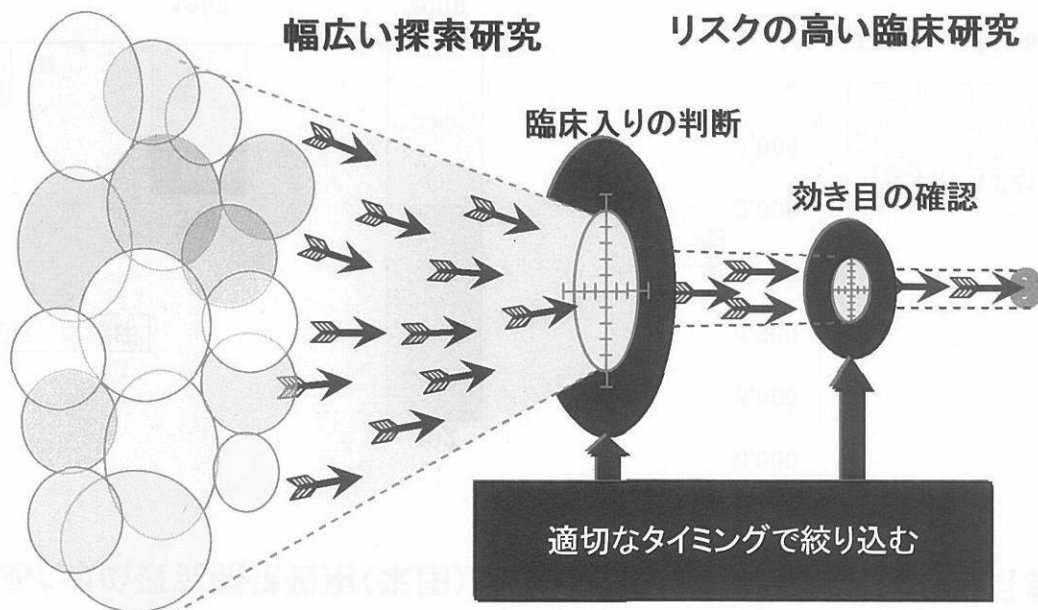 幅広い探索研究
リスクの高い臨床研究
臨床入りの判断
効き目の確認
適切なタイミングで絞り込む